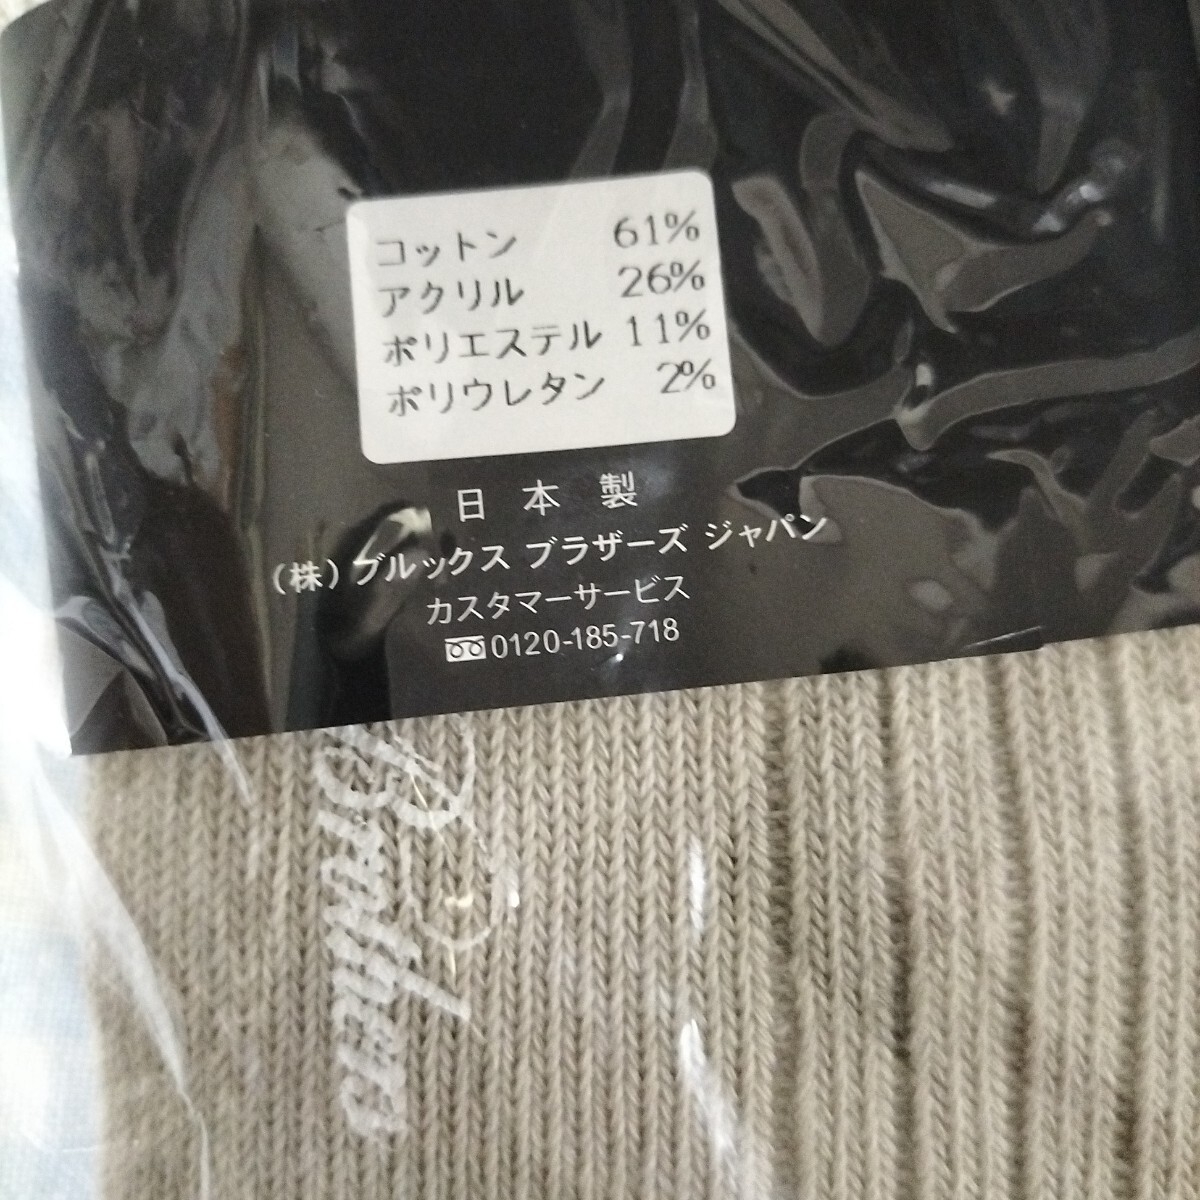 コットン 61%
アクリル 26%
ポリエステル 11%
ポリウレタン 2%
日本製
(株)ブルックス ブラザーズ ジャパン
カスタマーサービス
0120-185-718
Brothers